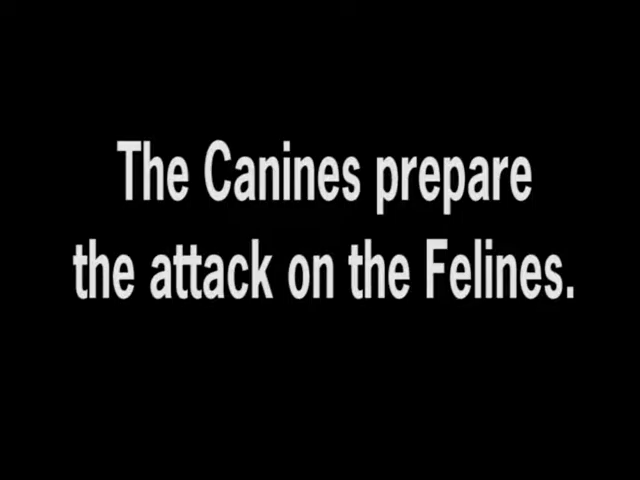 The Canines prepare
the attack on the Felines.